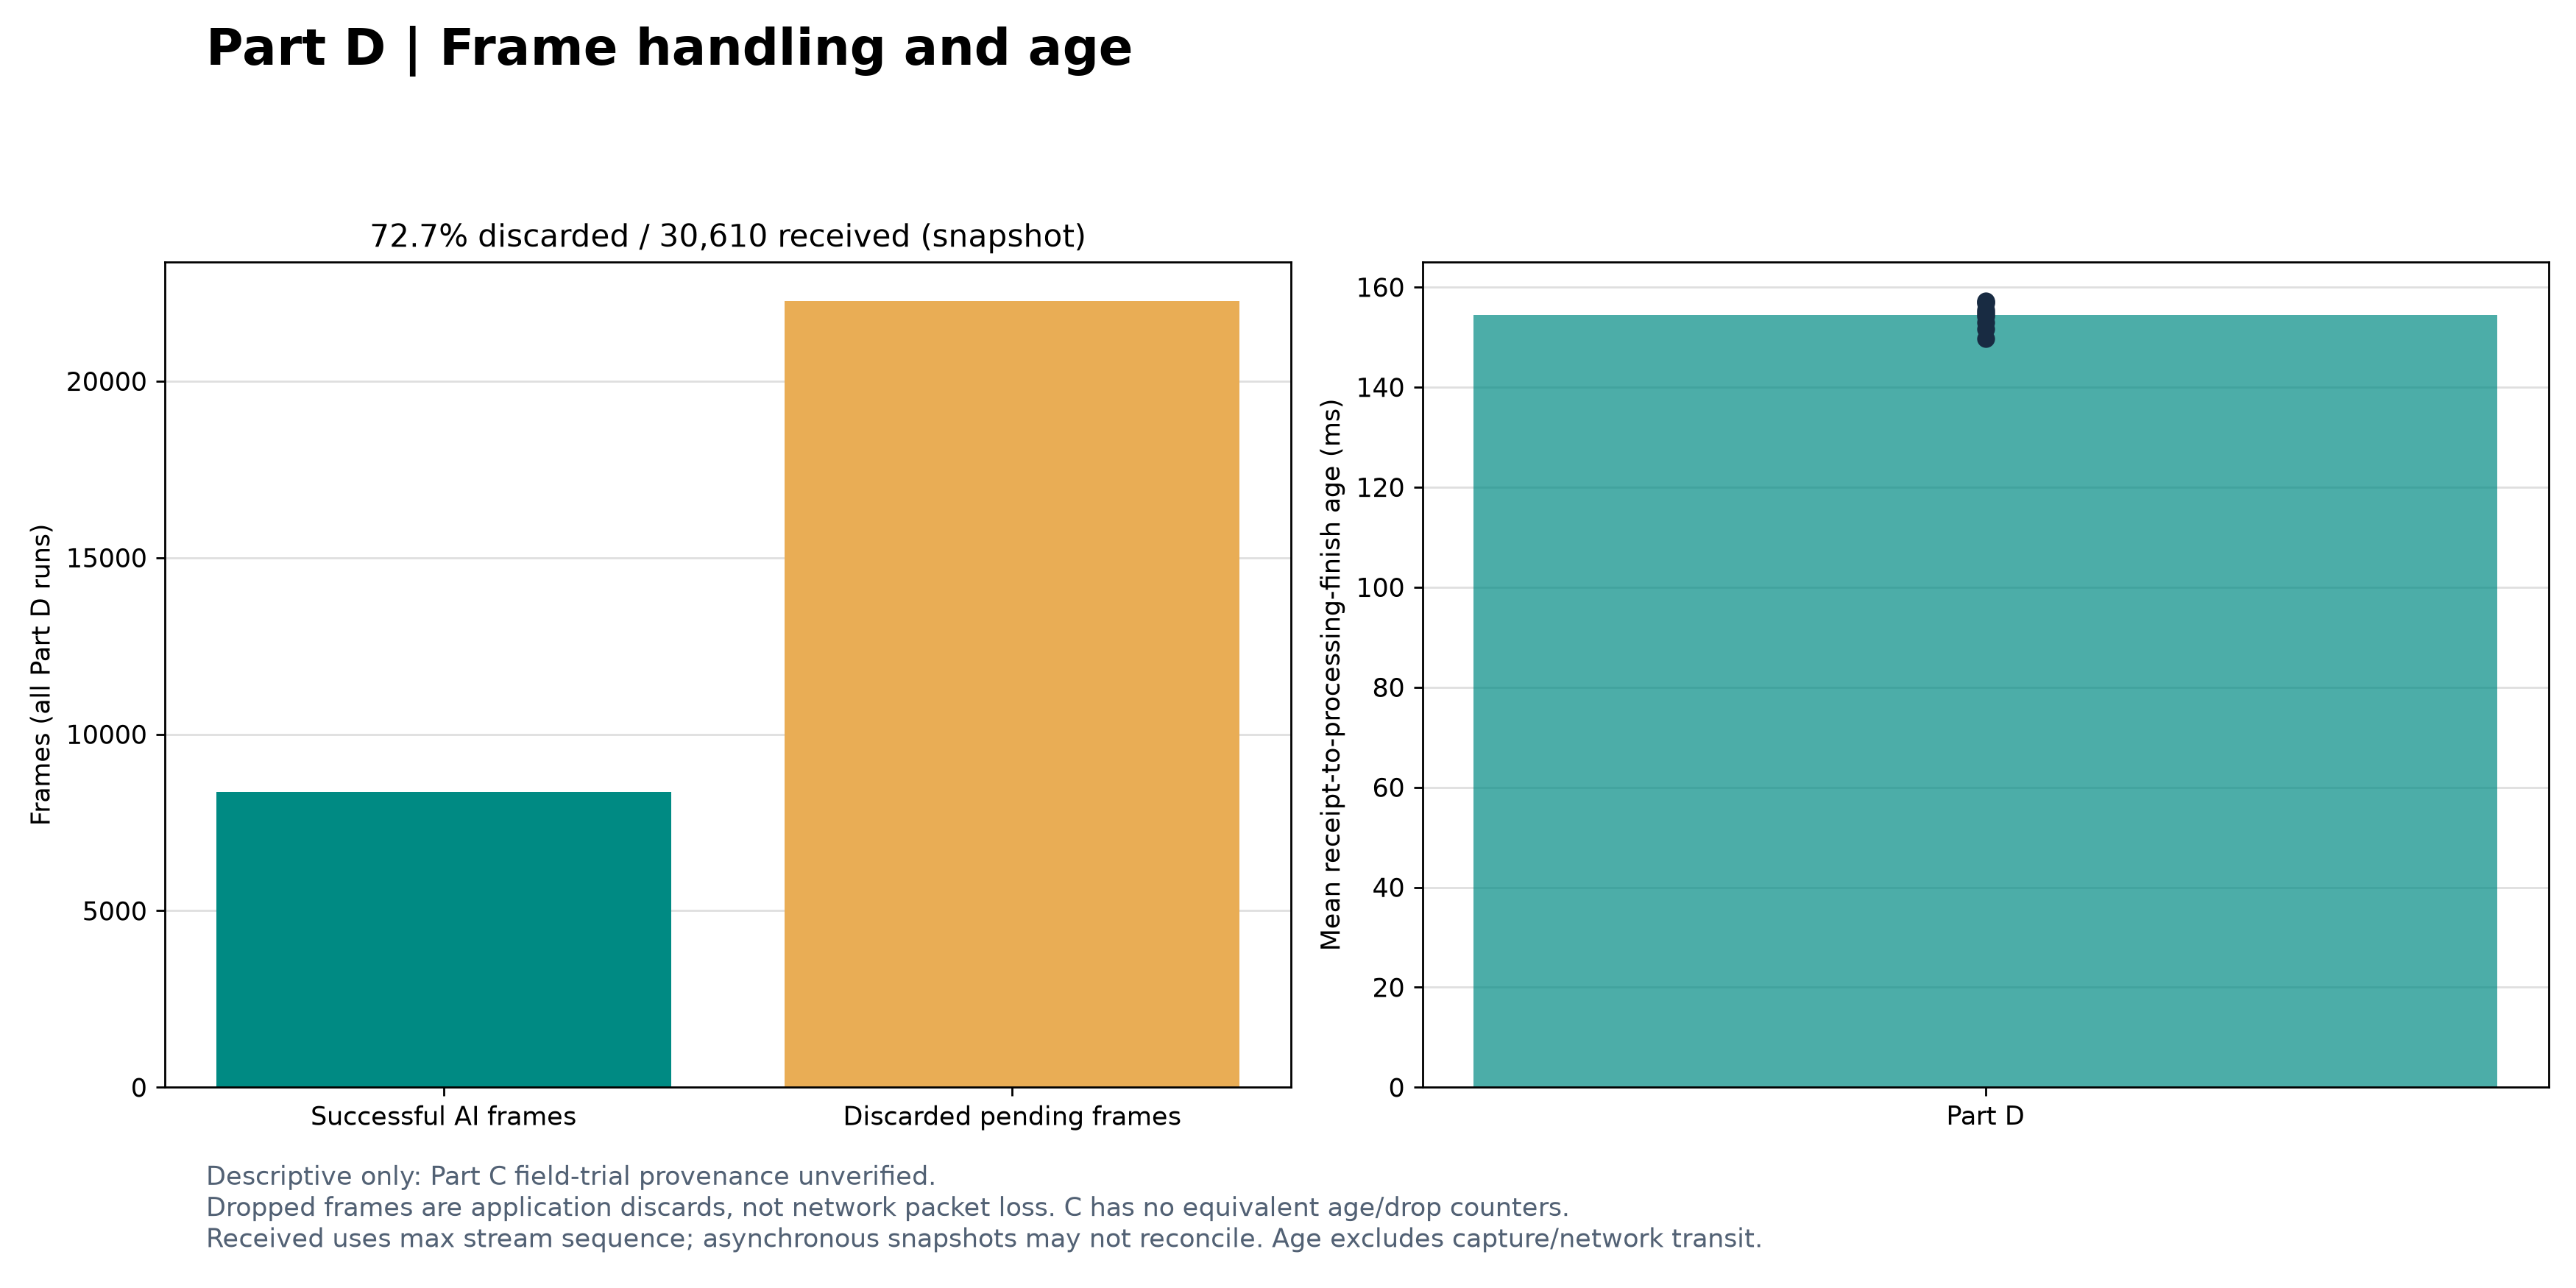 Part D | Frame handling and age
72.7% discarded / 30,610 received (snapshot)
Frames (all Part D runs)
20000
15000
10000
5000
0
Successful AI frames
Discarded pending frames
Mean receipt-to-processing-finish age (ms)
160
140
120
100
80
60
40
20
0
Part D
Descriptive only: Part C field-trial provenance unverified.
Dropped frames are application discards, not network packet loss. C has no equivalent age/drop counters.
Received uses max stream sequence; asynchronous snapshots may not reconcile. Age excludes capture/network transit.